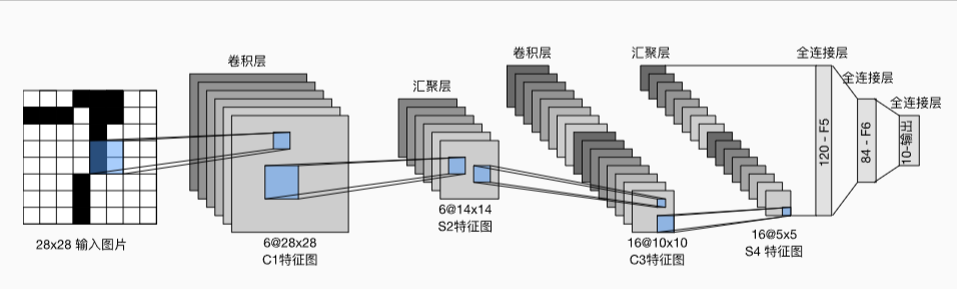 卷积层
汇聚层
卷积层
汇聚层
全连接层
全连接层
全连接层
120 - F5
84 - F6
10-输出
28x28 输入图片
6@28x28
C1特征图
6@14x14
S2特征图
16@10x10
C3特征图
16@5x5
S4 特征图